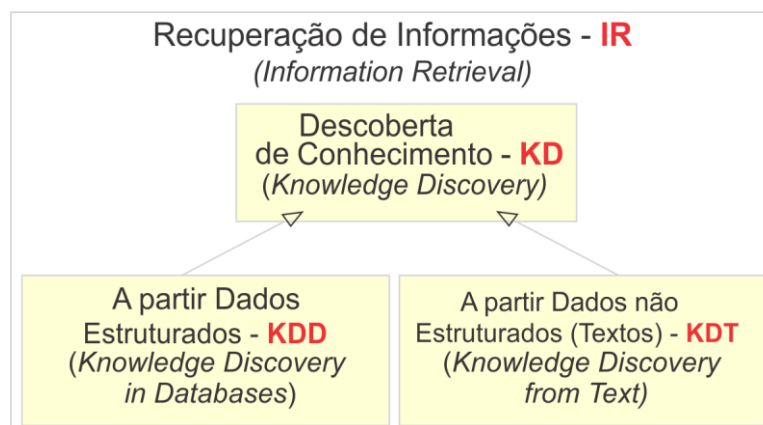 Recuperação de Informações - IR
(Information Retrieval)
Descoberta
de Conhecimento - KD
(Knowledge Discovery)
A partir Dados
Estruturados - KDD
(Knowledge Discovery
in Databases)
A partir Dados não
Estruturados (Textos) - KDT
(Knowledge Discovery
from Text)